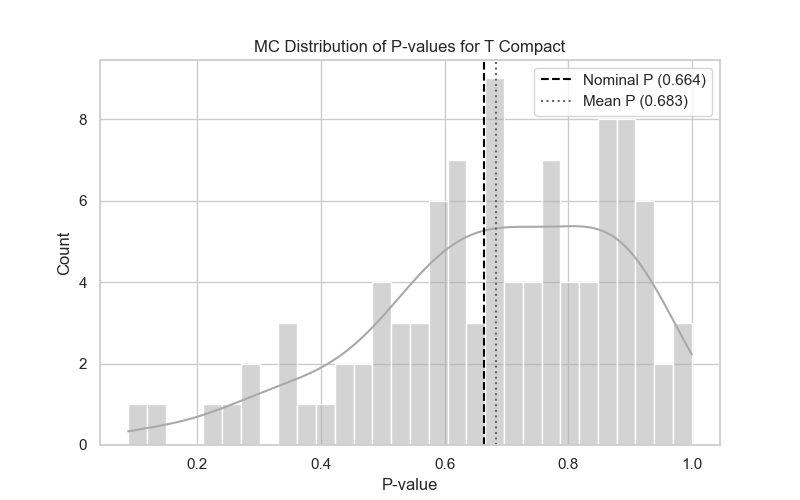 MC Distribution of P-values for T Compact
Nominal P (0.664)
Mean P (0.683)
8
6
4
2
0
Count
0.2
0.4
0.6
0.8
1.0
P-value